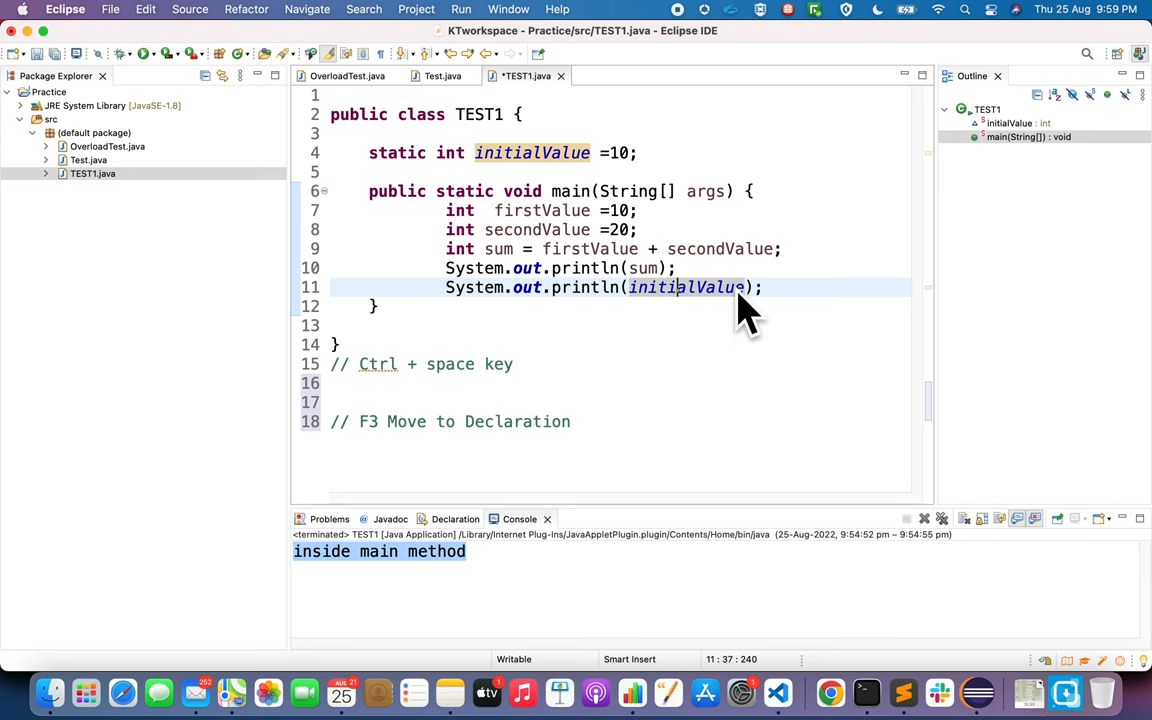 Eclipse File Edit Source Refactor Navigate Search Project Run Window Help Thu 25 Aug 9:59 PM
KTworkspace - Practice/src/TEST1.java - Eclipse IDE
Package Explorer
OverloadTest.java
Test.java
*TEST1.java
Outline
Practice
JRE System Library [JavaSE-1.8]
src
(default package)
OverloadTest.java
Test.java
TEST1.java
1
2 public class TEST1 {
3
4 static int initialValue =10;
5
6 public static void main(String[] args) {
7 int firstValue =10;
8 int secondValue =20;
9 int sum = firstValue + secondValue;
10 System.out.println(sum);
11 System.out.println(initialValue);
12 }
13
14 }
15 // Ctrl + space key
16
17
18 // F3 Move to Declaration
TEST1
initialValue : int
main(String[]) : void
Problems @ Javadoc Declaration Console
<terminated> TEST1 [Java Application] /Library/Internet Plug-Ins/JavaAppletPlugin.plugin/Contents/Home/bin/java (25-Aug-2022, 9:54:52 pm – 9:54:55 pm)
inside main method
Writable Smart Insert 11 : 37 : 240
252
AUG 21
25
1
tv
1